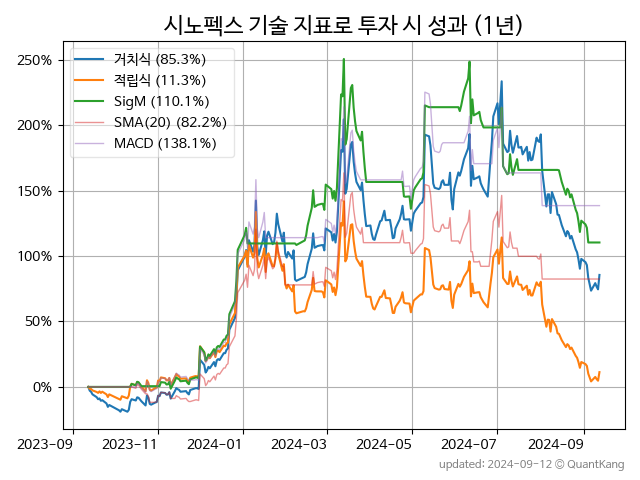 시노펙스 기술 지표로 투자 시 성과 (1년)
250%
200%
150%
100%
50%
0%
거치식 (85.3%)
적립식 (11.3%)
SigM (110.1%)
SMA(20) (82.2%)
MACD (138.1%)
2023-09 2023-11 2024-01 2024-03 2024-05 2024-07 2024-09
updated: 2024-09-12 ⓒ QuantKang